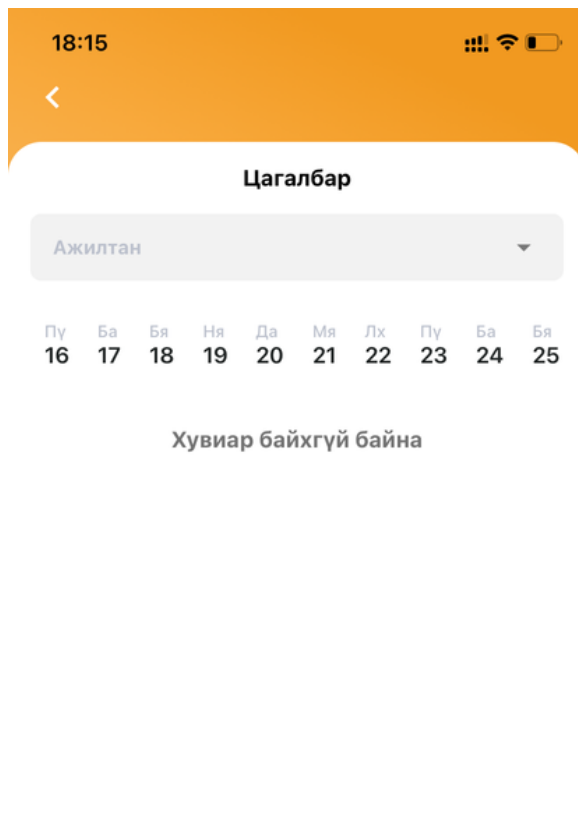 18:15
Цагалбар
Ажилтан
Пү Ба Бя Ня Да Мя Лх Пү Ба Бя
16 17 18 19 20 21 22 23 24 25
Хувиар байхгүй байна